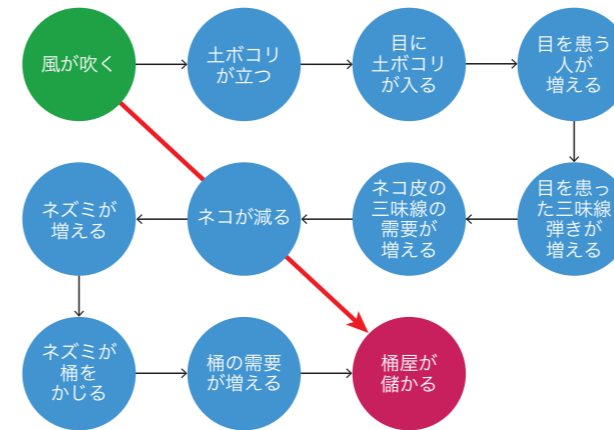 風が吹く
土ボコリ
が立つ
目に
土ボコリ
が入る
目を患う
人が
増える
目を患っ
た三味線
弾きが
増える
ネコ皮の
三味線の
需要が
増える
ネコが減る
ネズミが
増える
ネズミが
桶を
かじる
桶の需要
が増える
桶屋が
儲かる